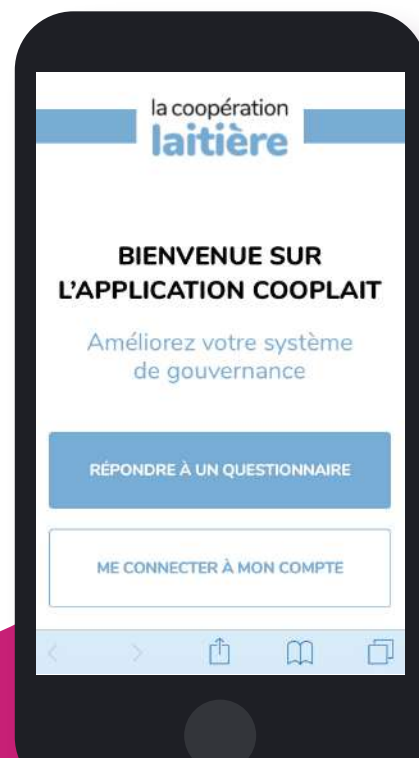 la coopération
laitière
BIENVENUE SUR
L'APPLICATION COOPLAIT
Améliorez votre système
de gouvernance
RÉPONDRE À UN QUESTIONNAIRE
ME CONNECTER À MON COMPTE